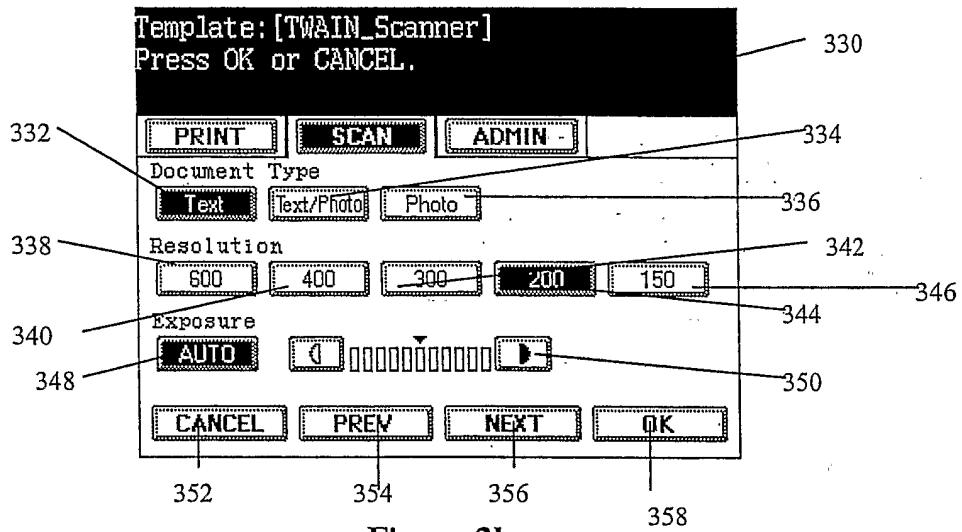 Template:[TWAIN_Scanner]
330
Press OK or CANCEL.
332
PRINT SCAN ADMIN
334
Document Type
Text Text/Photo Photo
336
338
Resolution
342
600 400 300 200 150
346
340
Exposure
344
AUTO
348
350
CANCEL PREV NEXT OK
352 354 356 358